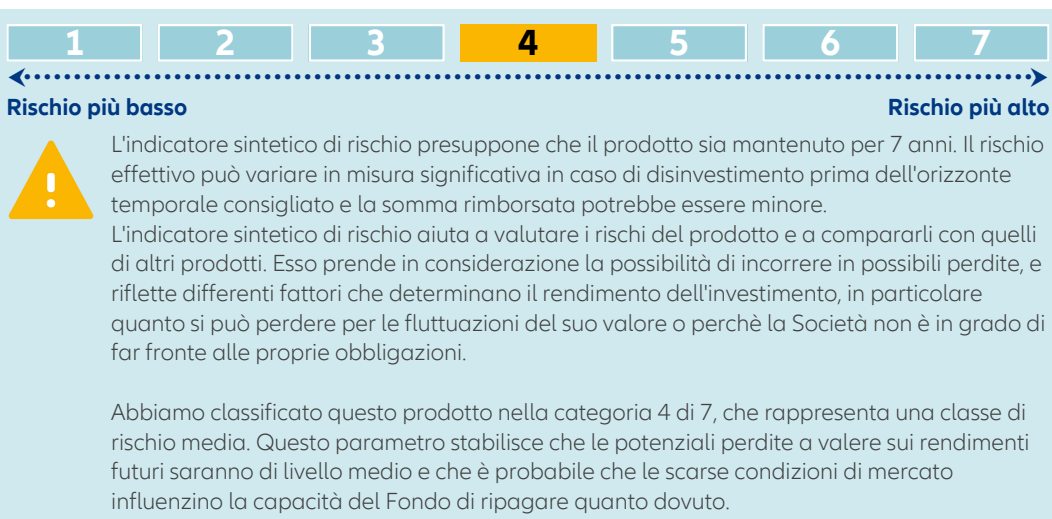 1 2 3 4 5 6 7
Rischio più basso Rischio più alto
L'indicatore sintetico di rischio presuppone che il prodotto sia mantenuto per 7 anni. Il rischio
effettivo può variare in misura significativa in caso di disinvestimento prima dell'orizzonte
temporale consigliato e la somma rimborsata potrebbe essere minore.
L'indicatore sintetico di rischio aiuta a valutare i rischi del prodotto e a compararli con quelli
di altri prodotti. Esso prende in considerazione la possibilità di incorrere in possibili perdite, e
riflette differenti fattori che determinano il rendimento dell'investimento, in particolare
quanto si può perdere per le fluttuazioni del suo valore o perchè la Società non è in grado di
far fronte alle proprie obbligazioni.
Abbiamo classificato questo prodotto nella categoria 4 di 7, che rappresenta una classe di
rischio media. Questo parametro stabilisce che le potenziali perdite a valere sui rendimenti
futuri saranno di livello medio e che è probabile che le scarse condizioni di mercato
influenzino la capacità del Fondo di ripagare quanto dovuto.